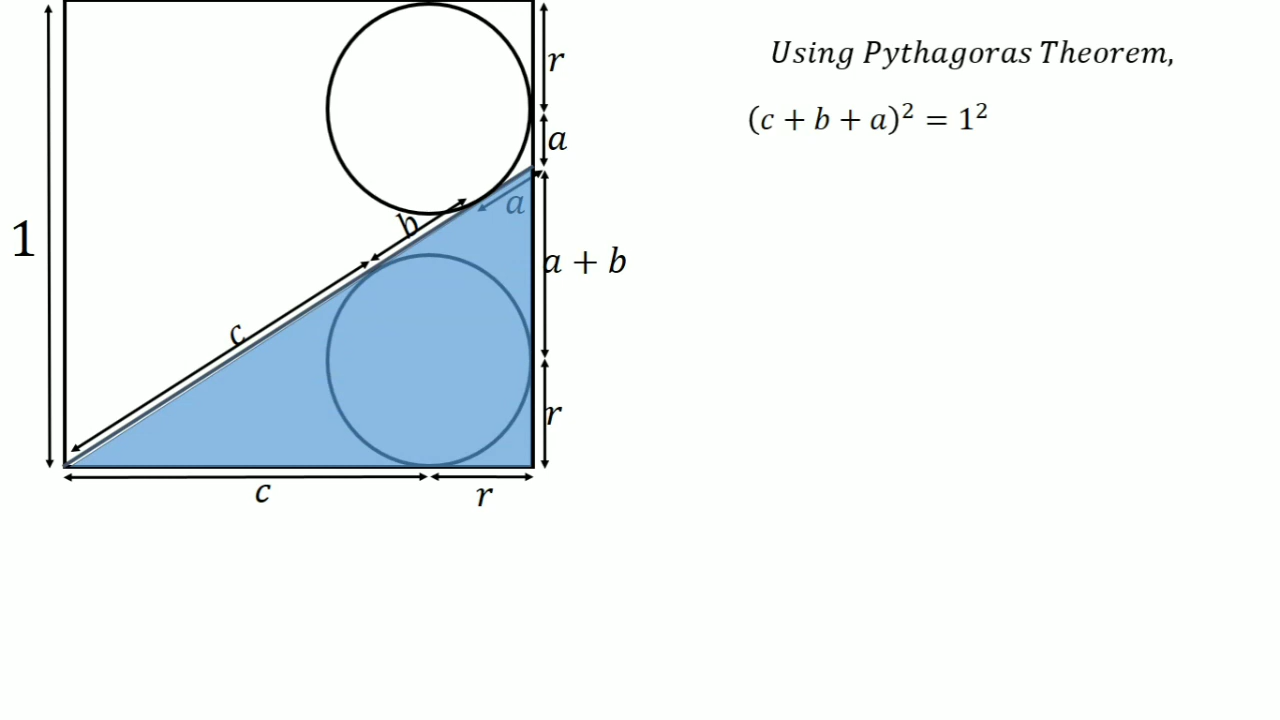 Using Pythagoras Theorem,
(c + b + a)² = 1²
r
a
a
b
1
a + b
c
r
c
r